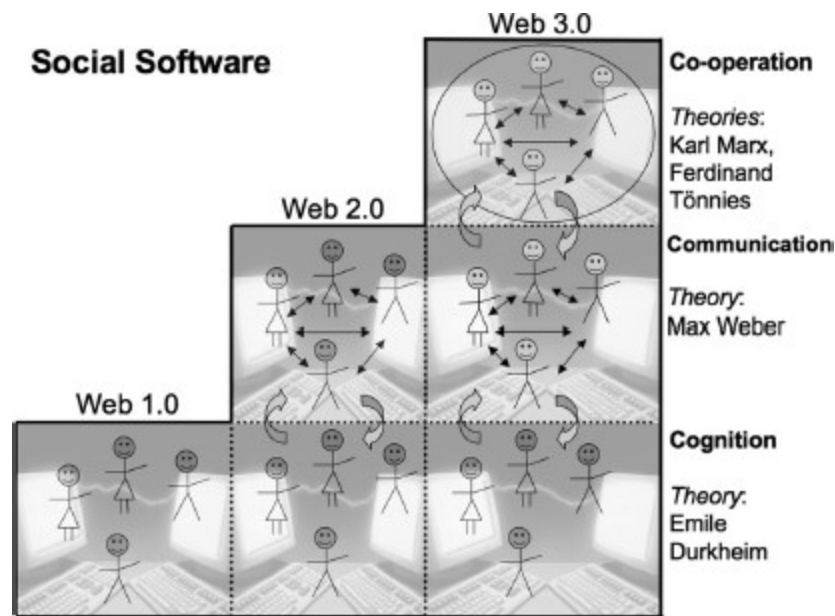 Web 3.0
Social Software
Co-operation
Theories:
Karl Marx,
Ferdinand
Tönnies
Web 2.0
Communication
Theory:
Max Weber
Web 1.0
Cognition
Theory:
Emile
Durkheim